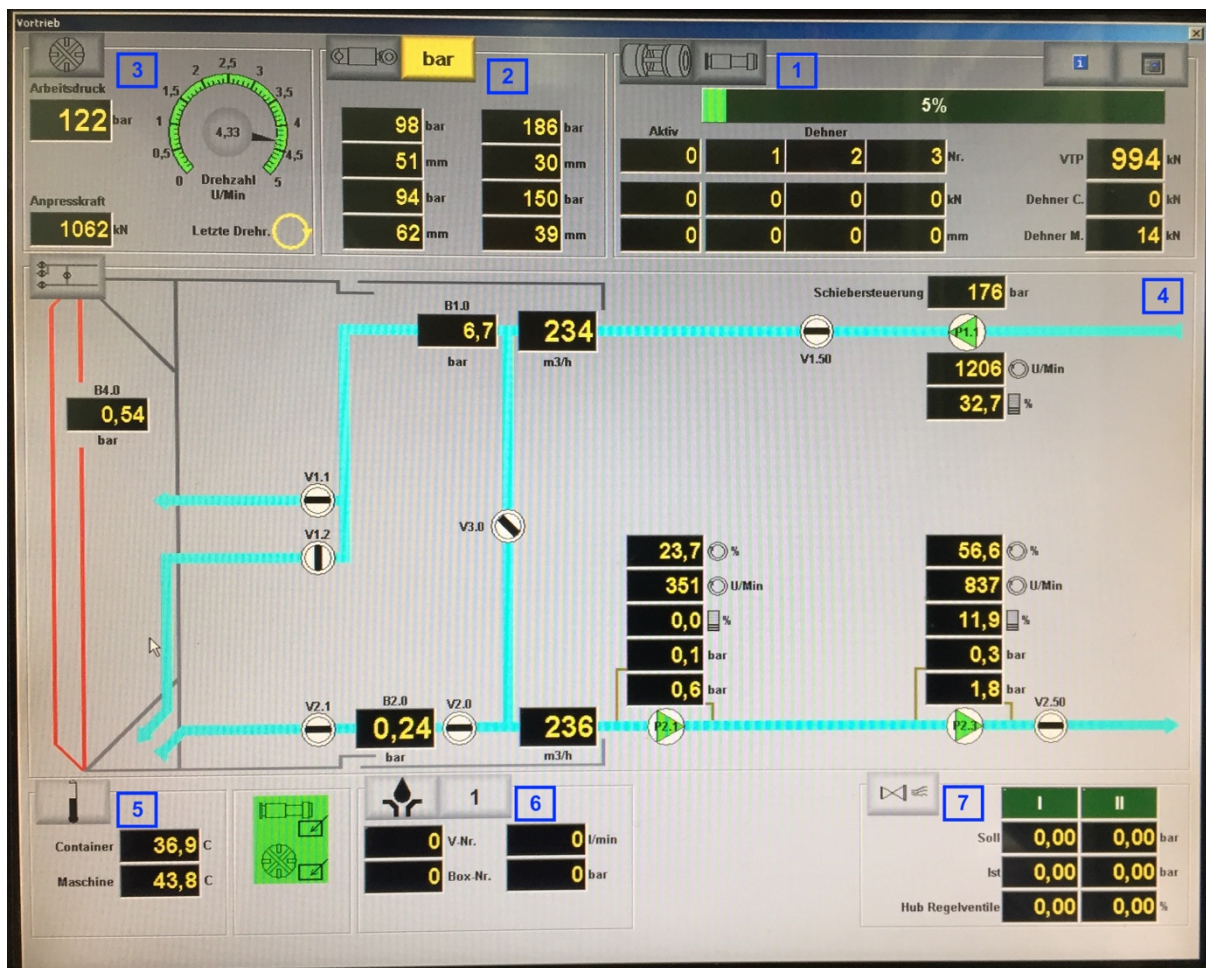 Vortrieb
3
Arbeitsdruck
122 bar
0 0,5 1 1,5 2 2,5 3 3,5 4 4,5 5
4,33
Drehzahl
U/Min
Anpresskraft
1062 kN
Letzte Drehr.
bar
2
98 bar 186 bar
51 mm 30 mm
94 bar 150 bar
62 mm 39 mm
1
i
5%
Aktiv Dehner
0 1 2 3 Nr. VTP 994 kN
0 0 0 0 kN Dehner C. 0 kN
0 0 0 0 mm Dehner M. 14 kN
4
Schiebersteuerung 176 bar
B1.0
6,7
bar
234
m3/h
V1.50
P1.1
1206 U/Min
32,7 %
B4.0
0,54
bar
V1.1
V1.2
V3.0
23,7 %
351 U/Min
0,0 %
0,1 bar
0,6 bar
P2.1
56,6 %
837 U/Min
11,9 %
0,3 bar
1,8 bar
P2.3
V2.50
V2.1
B2.0
0,24
bar
V2.0
236
m3/h
5
Container 36,9 C
Maschine 43,8 C
1
6
0 V-Nr. 0 l/min
0 Box-Nr. 0 bar
7
I II
Soll 0,00 0,00 bar
Ist 0,00 0,00 bar
Hub Regelventile 0,00 0,00 %